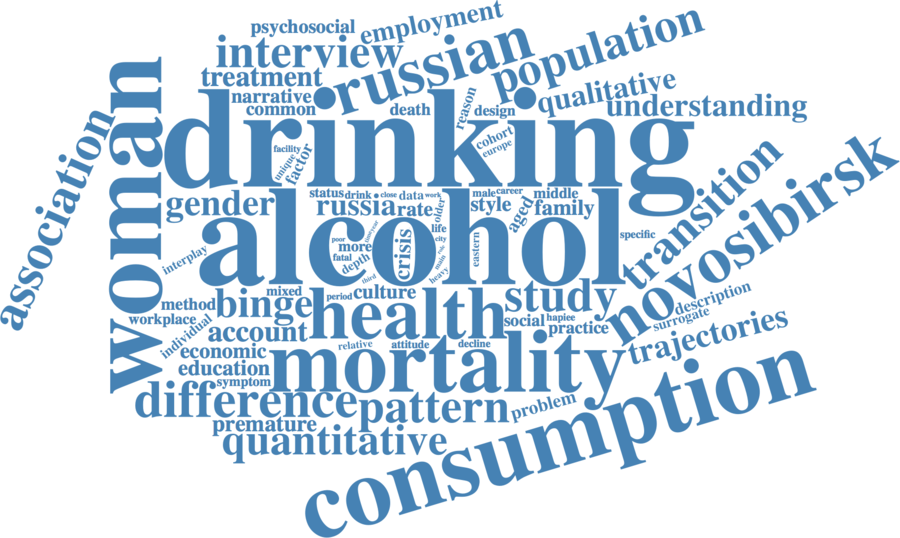 psychosocial
employment
interview
russian
population
treatment
narrative
common
death
reason
design
qualitative
understanding
drinking
association
woman
facility
unique
factor
cohort
europe
gender
status
drink
close
data
work
male
career
middle
russia
rate
older
style
aged
family
transition
novosibirsk
alcohol
life
city
specific
poor
more
fatal
depth
third
crisis
main
role
heavy
eastern
interplay
mixed
method
binge
period
culture
health
study
description
surrogate
workplace
individual
account
social
hapiee
practice
trajectories
relative
attitude
decline
economic
education
symptom
mortality
difference
pattern
problem
premature
quantitative
consumption